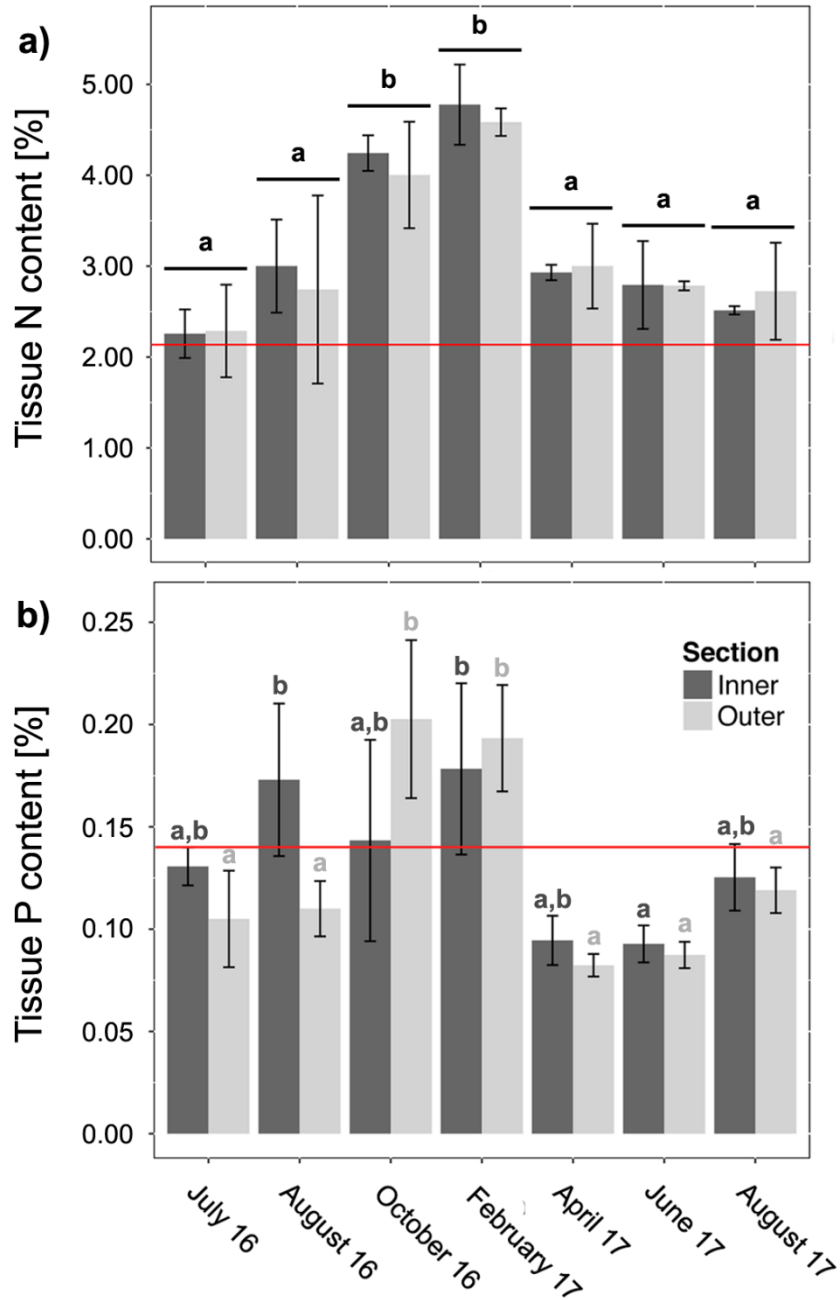 a)
Tissue N content [%]
5.00
4.00
3.00
2.00
1.00
0.00
a
a
b
b
a
a
a
b)
Tissue P content [%]
0.25
0.20
0.15
0.10
0.05
0.00
a,b
a
b
a
a,b
b
b
b
a,b
a
a
a
a,b
a
Section
Inner
Outer
July 16
August 16
October 16
February 17
April 17
June 17
August 17